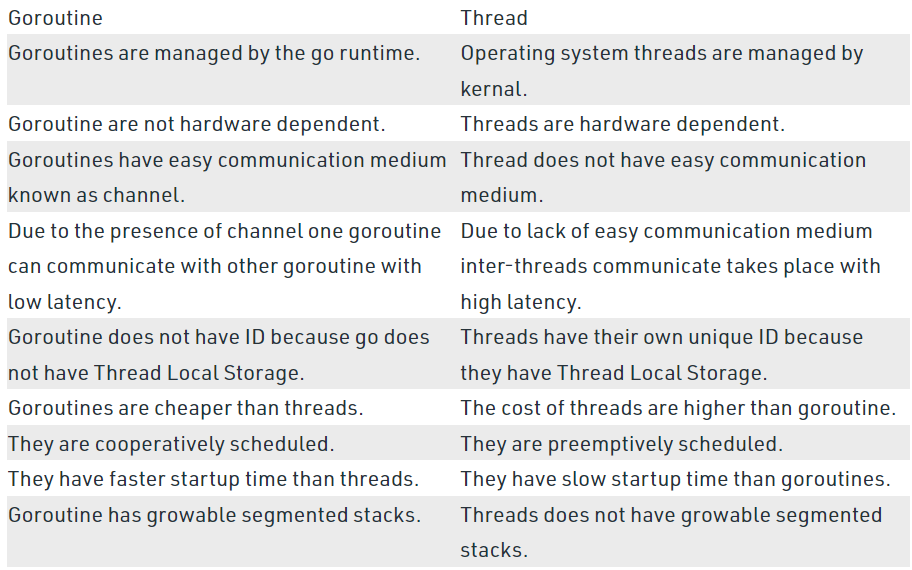 Goroutine Thread
Goroutines are managed by the go runtime. Operating system threads are managed by
kernal.
Goroutine are not hardware dependent. Threads are hardware dependent.
Goroutines have easy communication medium Thread does not have easy communication
known as channel. medium.
Due to the presence of channel one goroutine Due to lack of easy communication medium
can communicate with other goroutine with inter-threads communicate takes place with
low latency. high latency.
Goroutine does not have ID because go does Threads have their own unique ID because
not have Thread Local Storage. they have Thread Local Storage.
Goroutines are cheaper than threads. The cost of threads are higher than goroutine.
They are cooperatively scheduled. They are preemptively scheduled.
They have faster startup time than threads. They have slow startup time than goroutines.
Goroutine has growable segmented stacks. Threads does not have growable segmented
stacks.